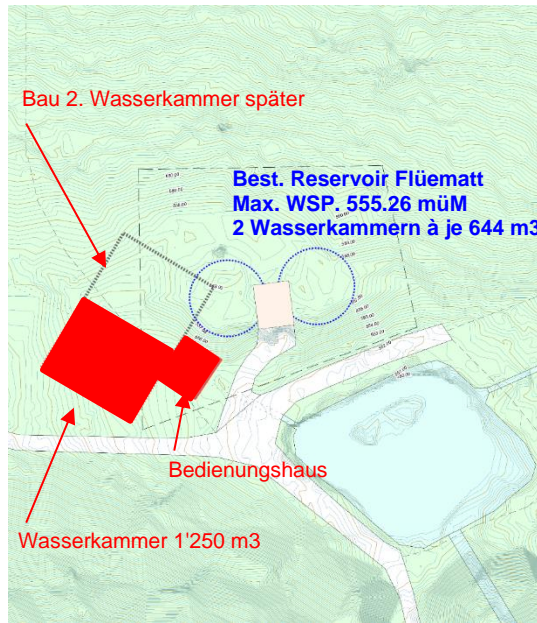 Bau 2. Wasserkammer später
Best. Reservoir Flüematt
Max. WSP. 555.26 müM
2 Wasserkammern à je 644 m3
Bedienungshaus
Wasserkammer 1'250 m3